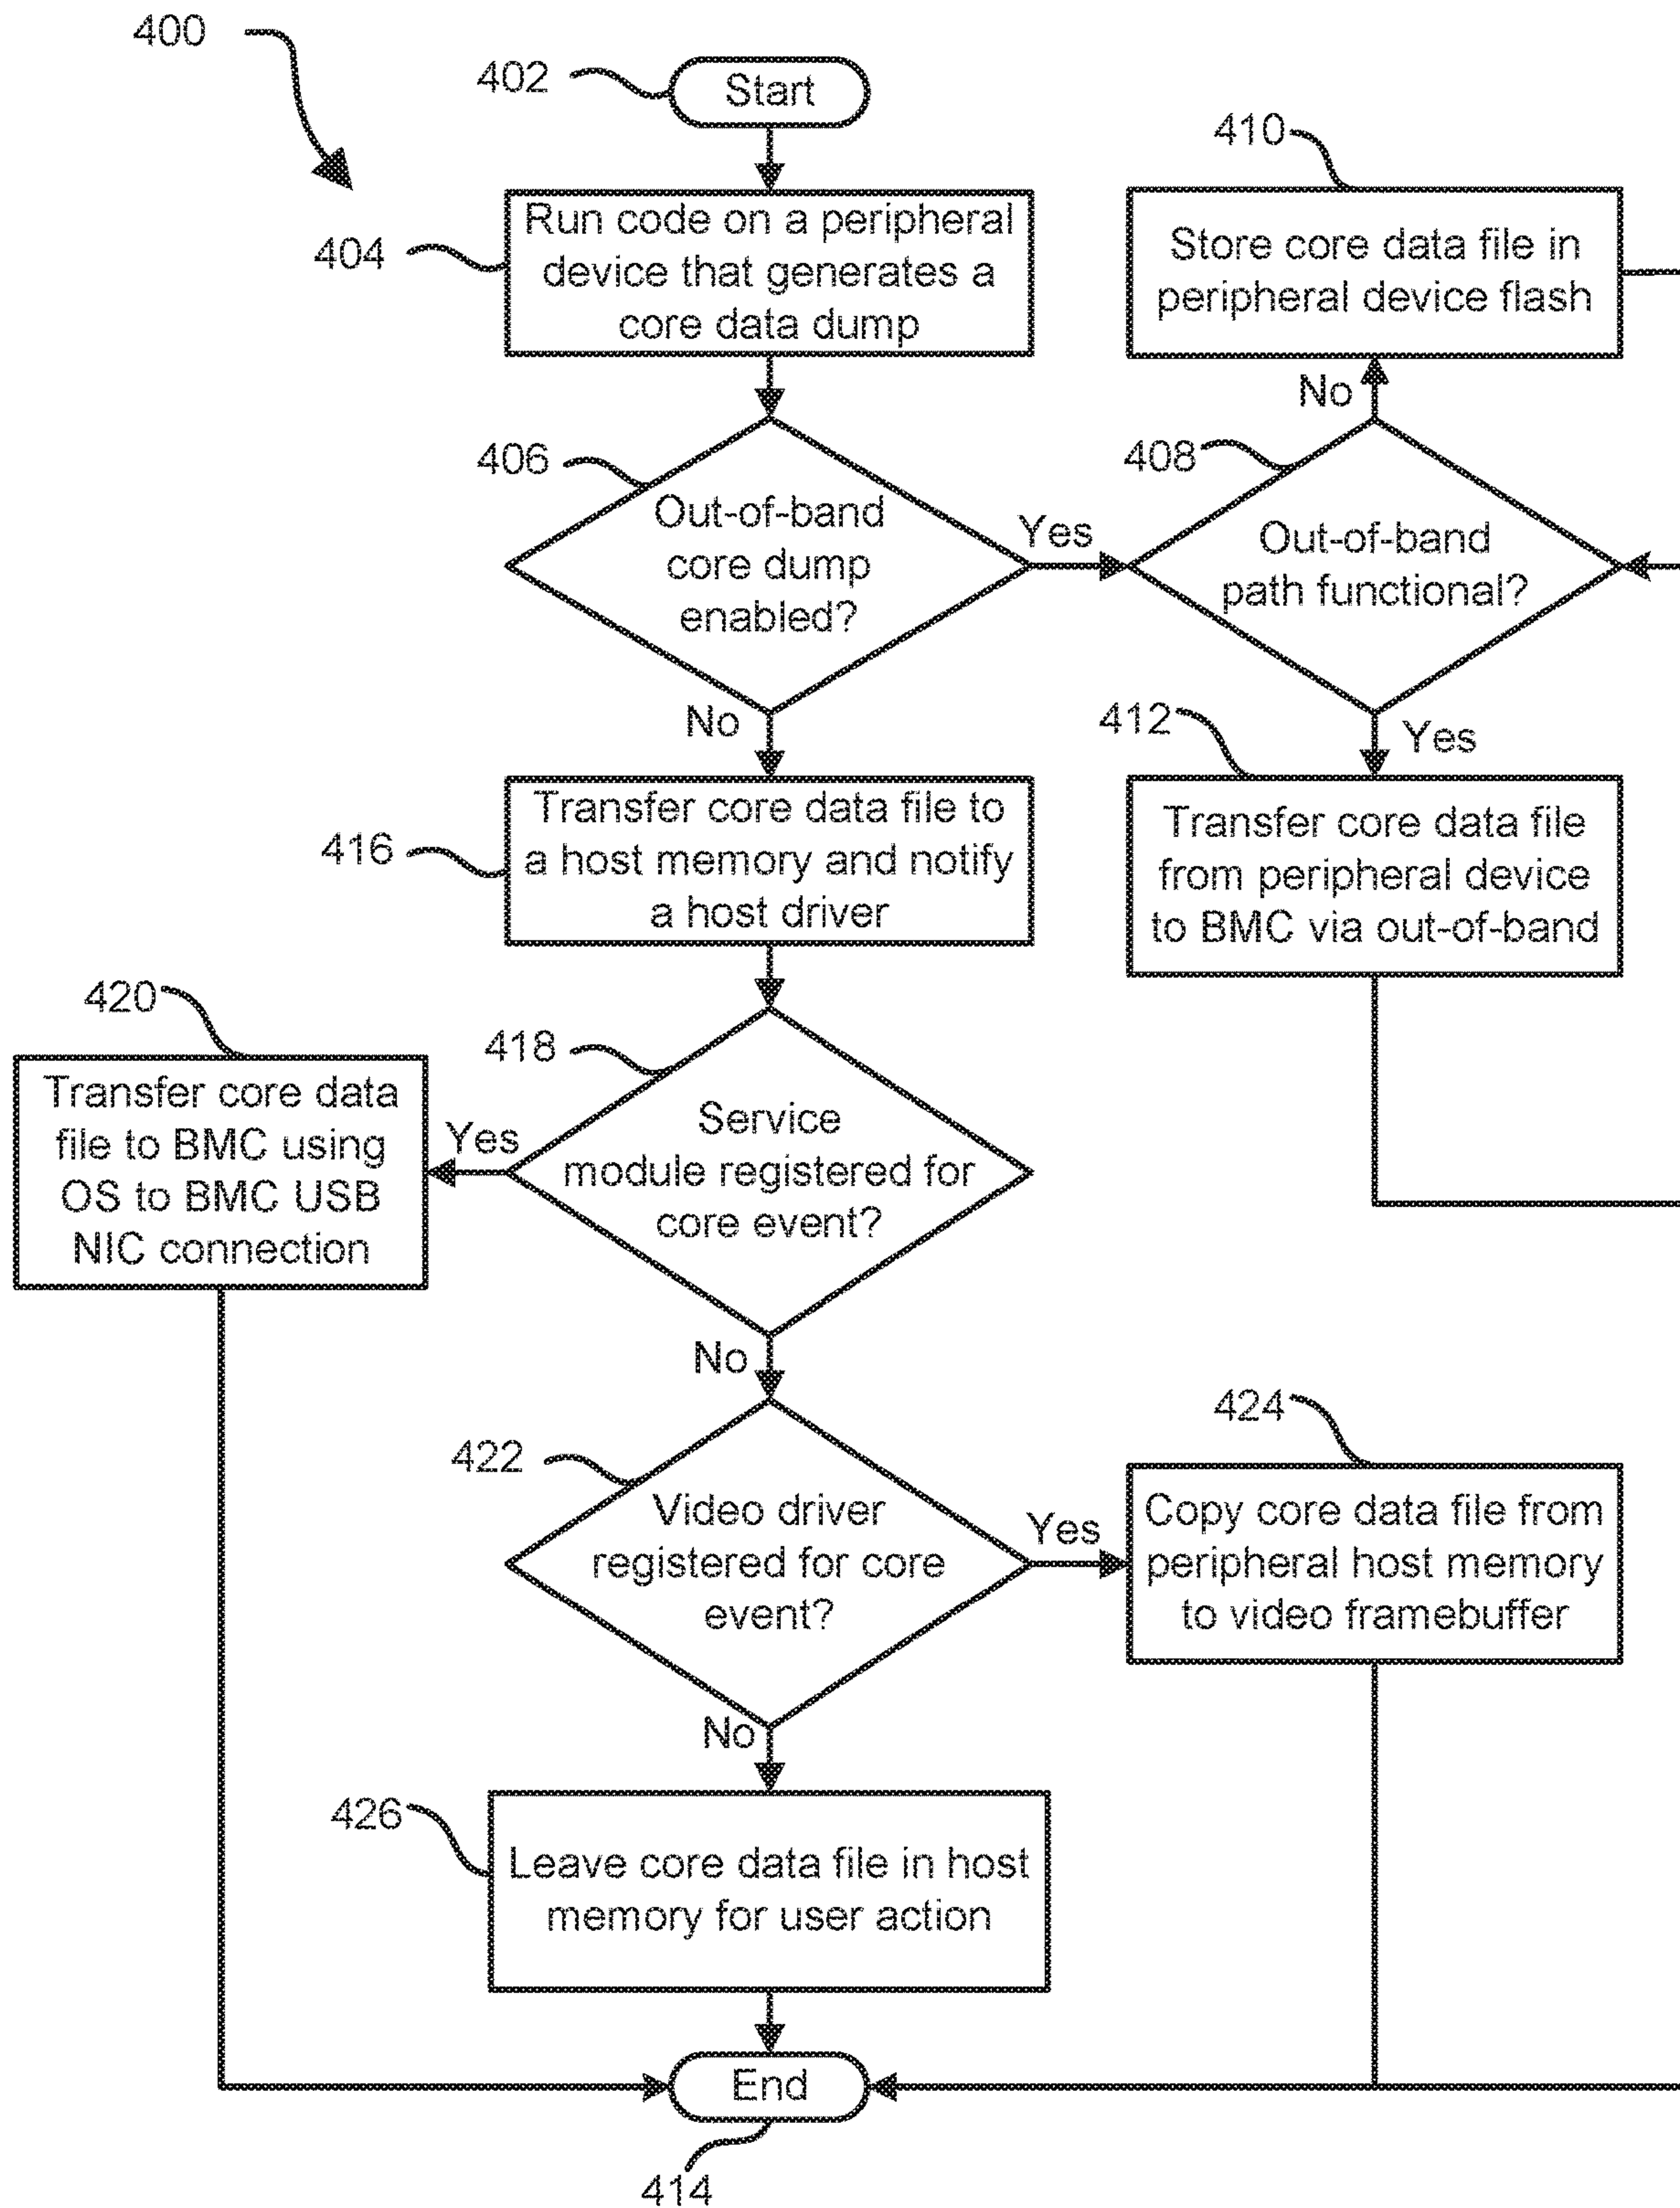 400
402
Start
404
Run code on a peripheral
device that generates a
core data dump
410
Store core data file in
peripheral device flash
No
406
Out-of-band
core dump
enabled?
Yes
408
Out-of-band
path functional?
No
Yes
412
Transfer core data file
from peripheral device
to BMC via out-of-band
416
Transfer core data file to
a host memory and notify
a host driver
420
Transfer core data
file to BMC using
OS to BMC USB
NIC connection
Yes
418
Service
module registered for
core event?
No
422
Video driver
registered for core
event?
Yes
424
Copy core data file from
peripheral host memory
to video framebuffer
No
426
Leave core data file in host
memory for user action
End
414